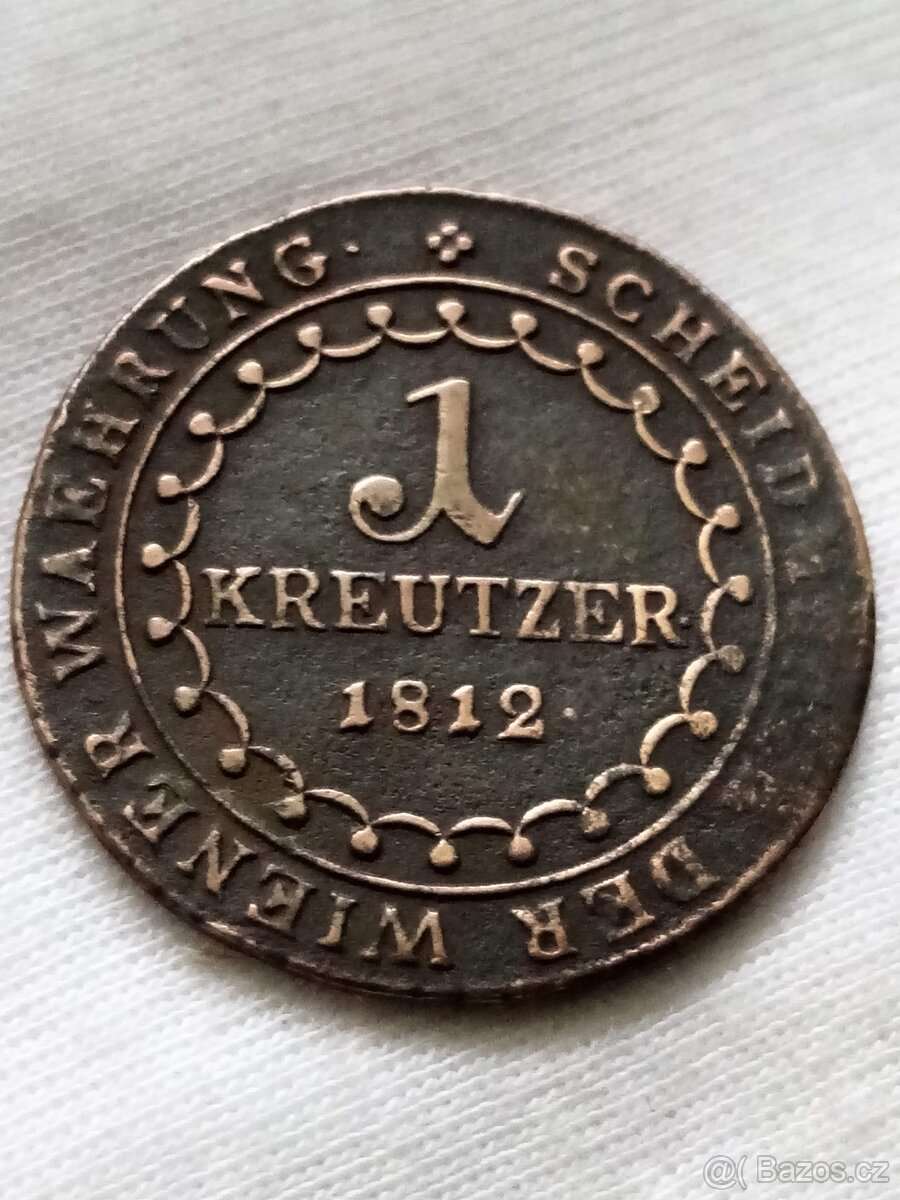 SCHEID DER WIENER WAEHRUNG.
1
KREUTZER.
1812.
@ Bazos.cz